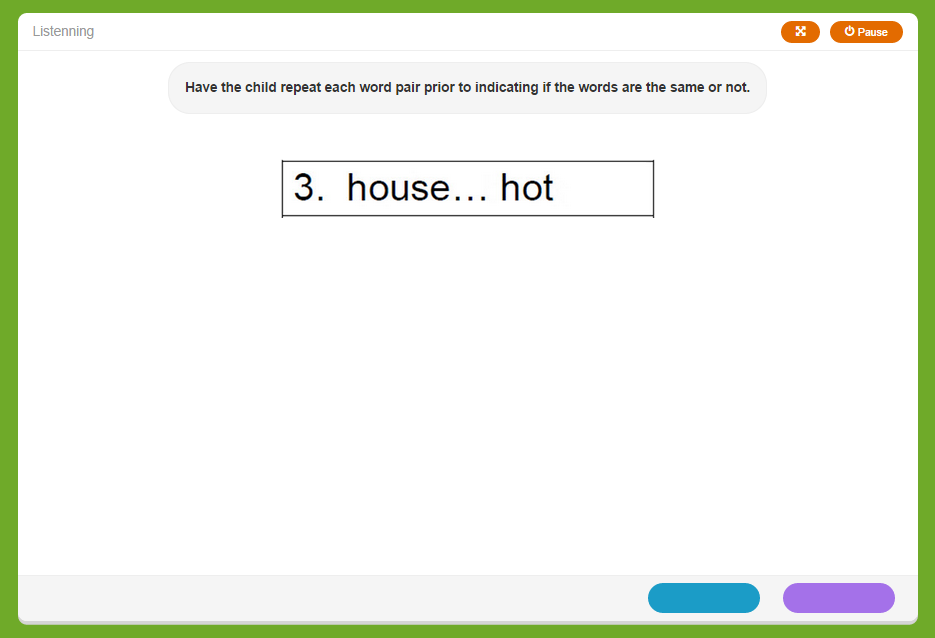 Listenning
Pause
Have the child repeat each word pair prior to indicating if the words are the same or not.
3. house... hot